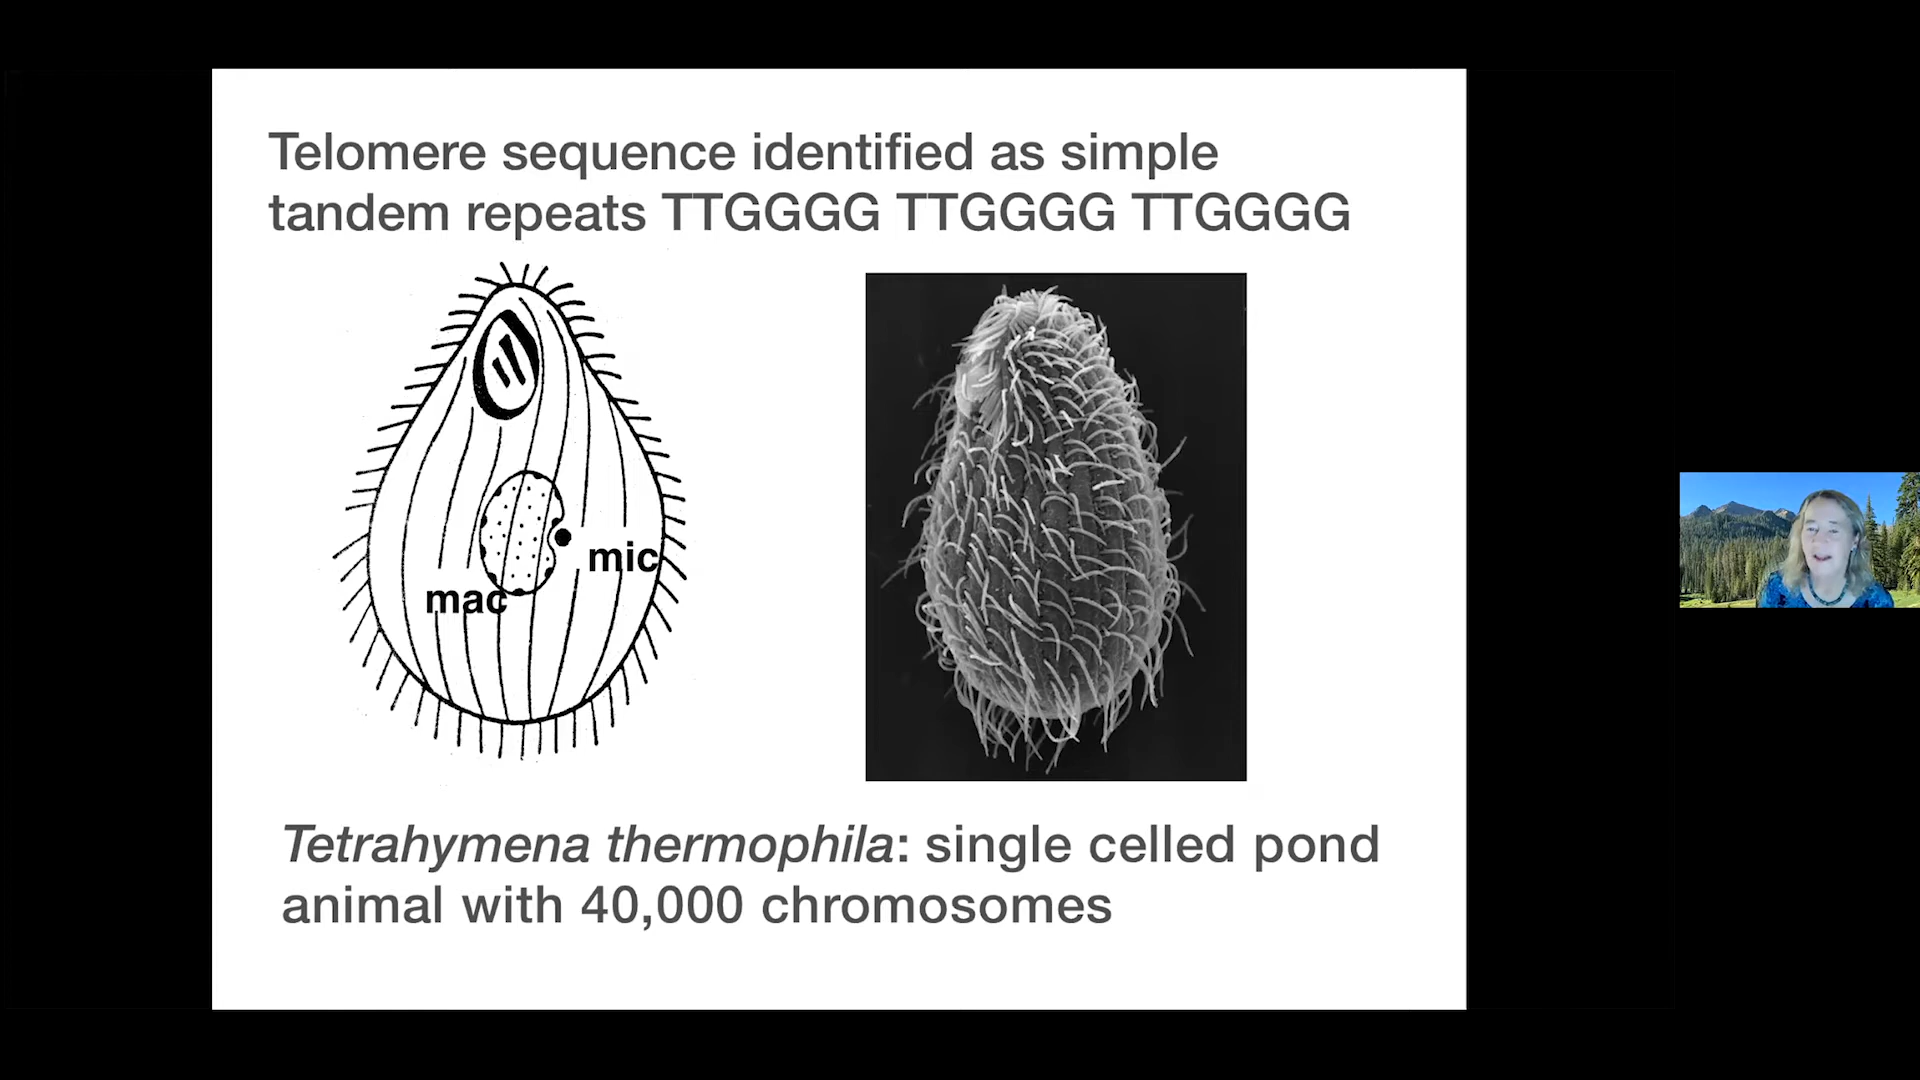 Telomere sequence identified as simple
tandem repeats TTGGGG TTGGGG TTGGGG
mic
mac
Tetrahymena thermophila: single celled pond
animal with 40,000 chromosomes